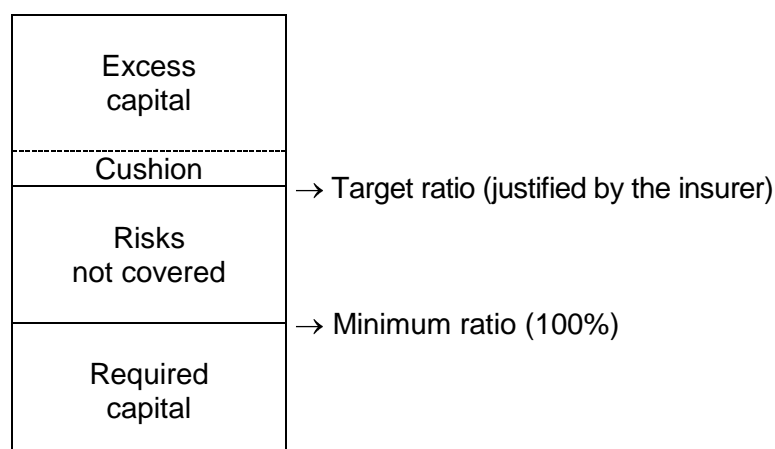 Excess
capital
Cushion
→ Target ratio (justified by the insurer)
Risks
not covered
→ Minimum ratio (100%)
Required
capital